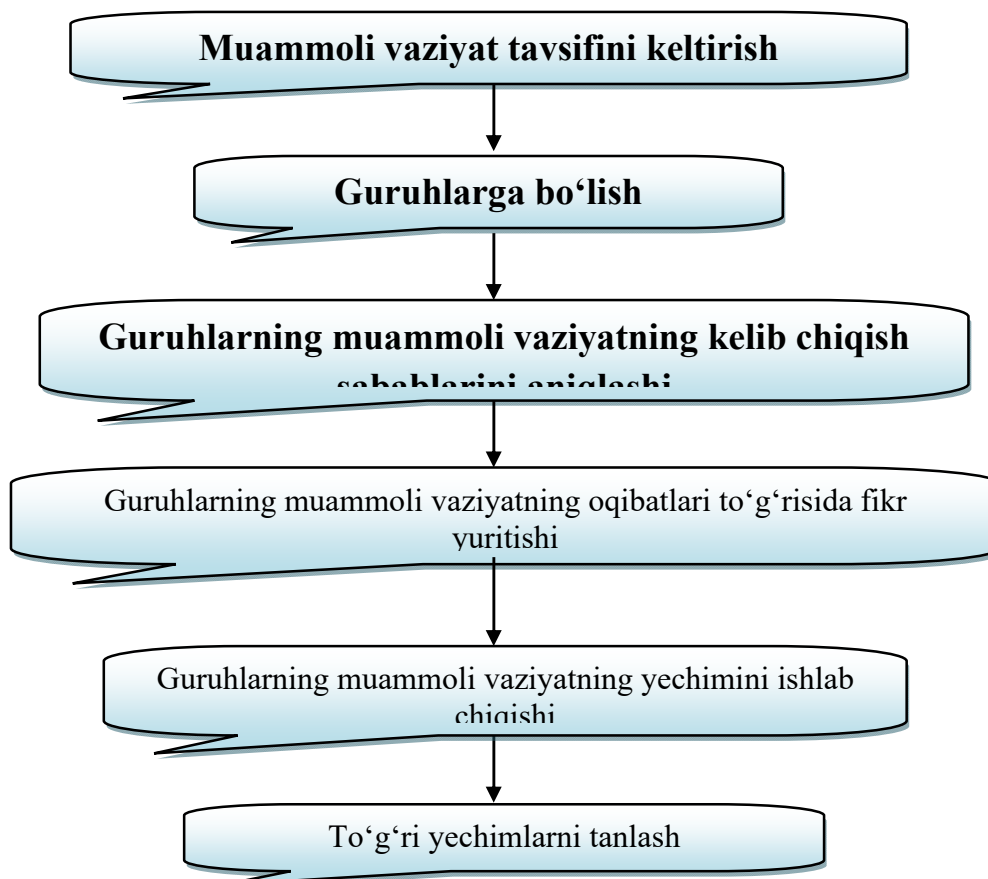 Muammoli vaziyat tavsifini keltirish
Guruhlarga bo‘lish
Guruhlarning muammoli vaziyatning kelib chiqish
sabablarini aniqlashi
Guruhlarning muammoli vaziyatning oqibatlari to‘g‘risida fikr
yuritishi
Guruhlarning muammoli vaziyatning yechimini ishlab
chiqishi
To‘g‘ri yechimlarni tanlash